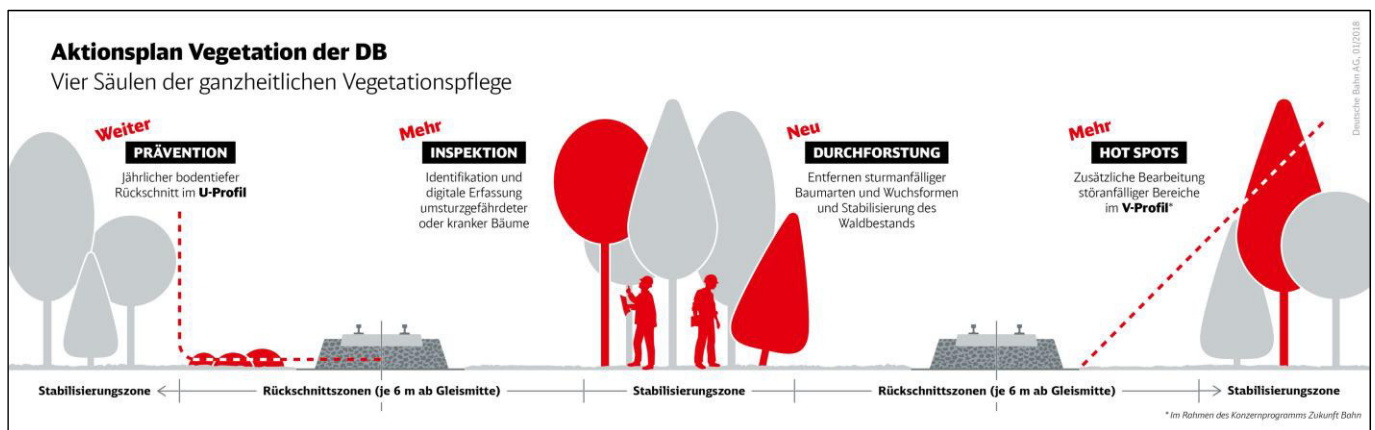 Aktionsplan Vegetation der DB
Vier Säulen der ganzheitlichen Vegetationspflege
Weiter
PRÄVENTION
Jährlicher bodentiefer
Rückschnitt im U-Profil
Mehr
INSPEKTION
Identifikation und
digitale Erfassung
umsturzgefährdeter
oder kranker Bäume
Neu
DURCHFORSTUNG
Entfernen sturmanfälliger
Baumarten und Wuchsformen
und Stabilisierung des
Waldbestands
Mehr
HOT SPOTS
Zusätzliche Bearbeitung
störanfälliger Bereiche
im V-Profil*
Deutsche Bahn AG, 01/2018
Stabilisierungszone
Rückschnittszonen (je 6 m ab Gleismitte)
Stabilisierungszone
Rückschnittszonen (je 6 m ab Gleismitte)
Stabilisierungszone
* Im Rahmen des Konzernprogramms Zukunft Bahn